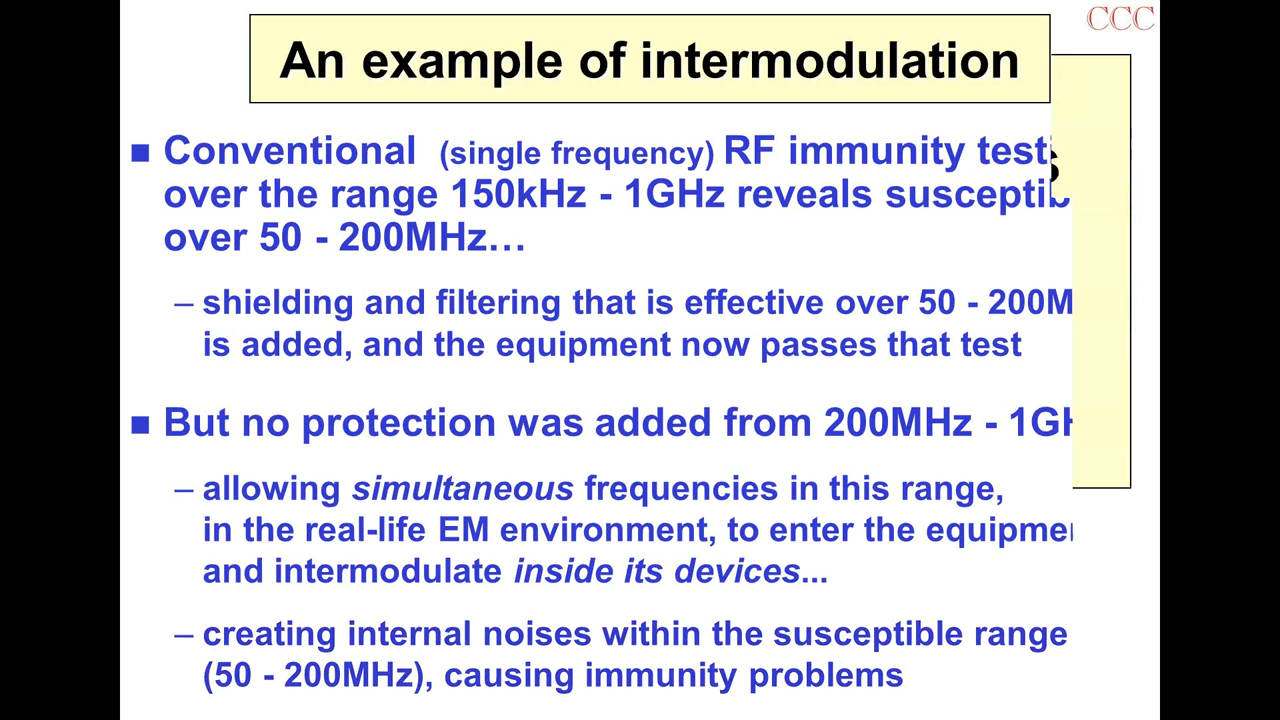 CCC
An example of intermodulation
■ Conventional (single frequency) RF immunity testi
over the range 150kHz - 1GHz reveals susceptib
over 50 - 200MHz…
– shielding and filtering that is effective over 50 - 200M
is added, and the equipment now passes that test
■ But no protection was added from 200MHz - 1GH
– allowing simultaneous frequencies in this range,
in the real-life EM environment, to enter the equipme
and intermodulate inside its devices...
– creating internal noises within the susceptible range
(50 - 200MHz), causing immunity problems